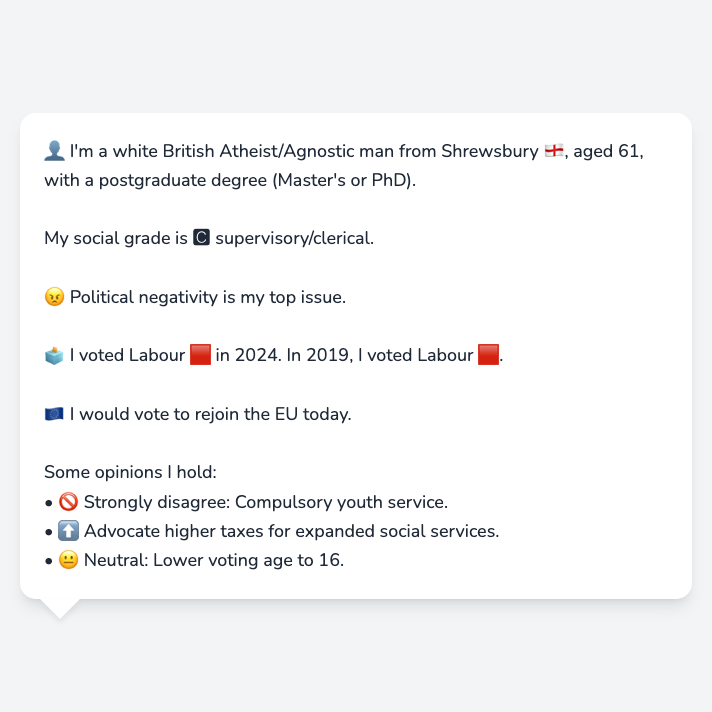 👤 I'm a white British Atheist/Agnostic man from Shrewsbury 🏴󠁧󠁢󠁥󠁮󠁧󠁿, aged 61,
with a postgraduate degree (Master's or PhD).
My social grade is 🅲 supervisory/clerical.
😠 Political negativity is my top issue.
🗳️ I voted Labour 🟥 in 2024. In 2019, I voted Labour 🟥.
🇪🇺 I would vote to rejoin the EU today.
Some opinions I hold:
• 🚫 Strongly disagree: Compulsory youth service.
• ⬆️ Advocate higher taxes for expanded social services.
• 😐 Neutral: Lower voting age to 16.